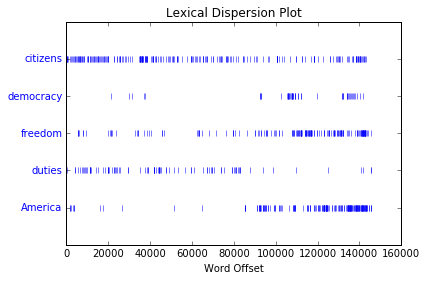 Lexical Dispersion Plot
citizens
democracy
freedom
duties
America
0 20000 40000 60000 80000 100000 120000 140000 160000
Word Offset